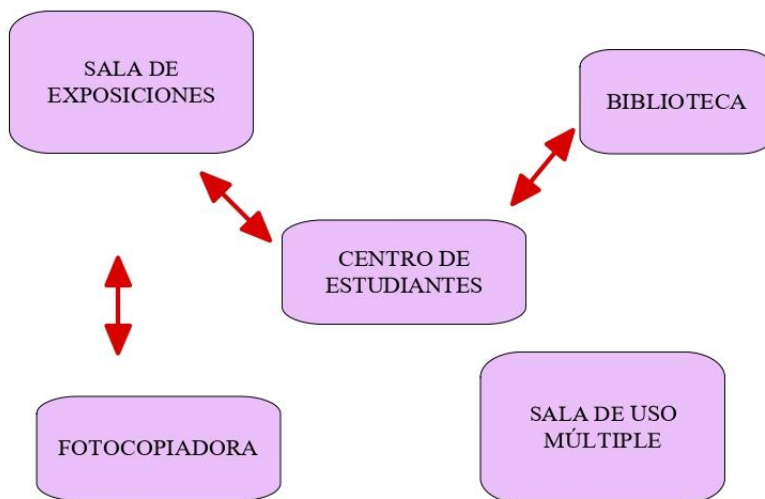 SALA DE
EXPOSICIONES
BIBLIOTECA
CENTRO DE
ESTUDIANTES
FOTOCOPIADORA
SALA DE USO
MÚLTIPLE